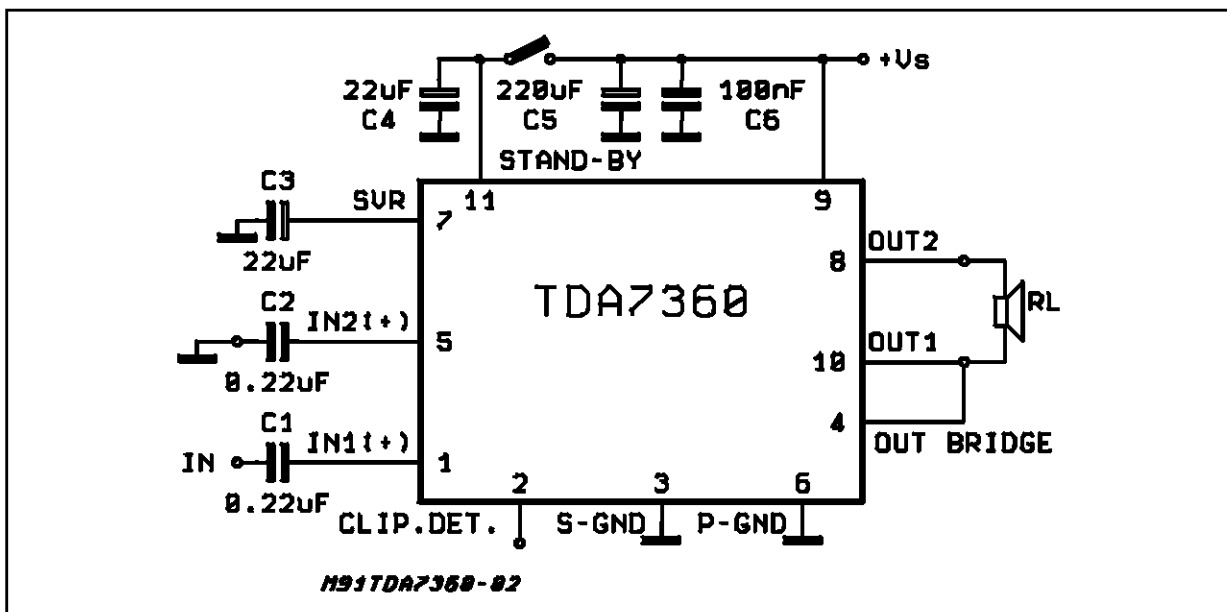 +Vs
22uF 220uF 100nF
C4 C5 C6
STAND-BY
C3 SVR 11 9
7
22uF
OUT2
8
C2 TDA7360 RL
IN2(+)
5 OUT1
10
0.22uF
C1 4
IN1(+) OUT BRIDGE
IN 1
2 3 6
0.22uF
CLIP.DET. S-GND P-GND
M91TDA7360-02